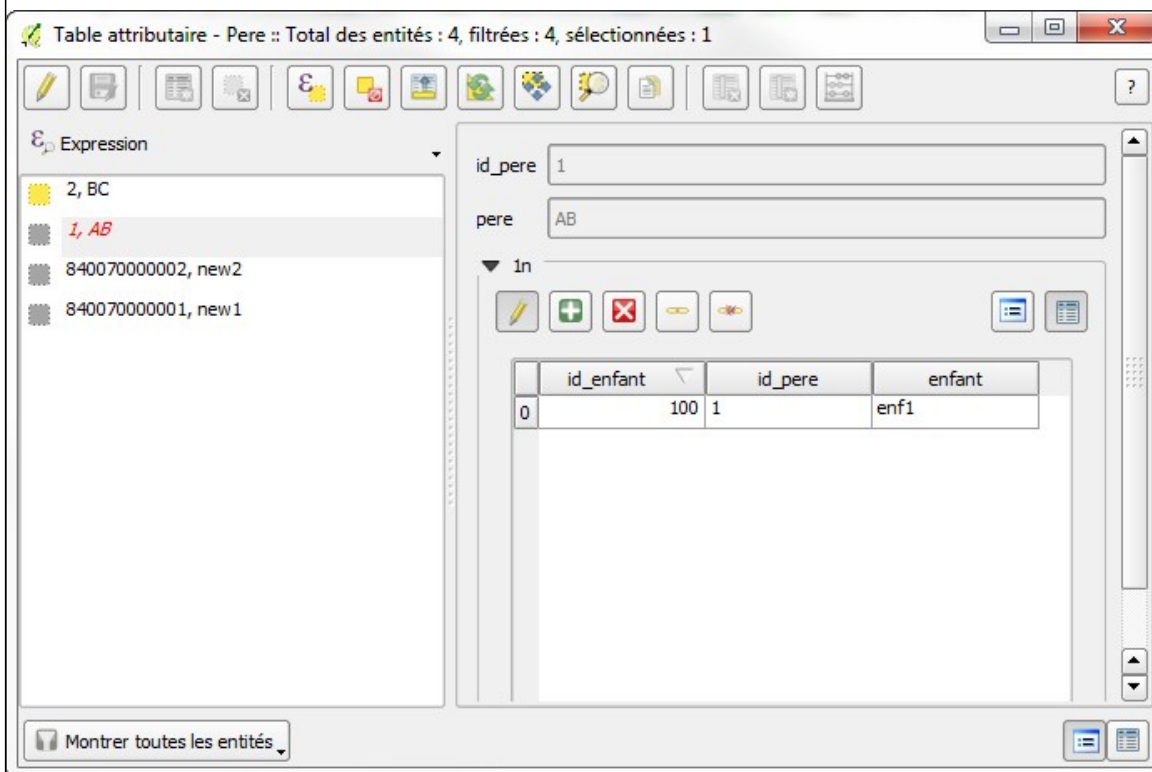 Table attributaire - Pere :: Total des entités : 4, filtrées : 4, sélectionnées : 1
?
ε Expression
2, BC
1, AB
840070000002, new2
840070000001, new1
id_pere 1
pere AB
1n
id_enfant id_pere enfant
0 100 1 enf1
Montrer toutes les entités